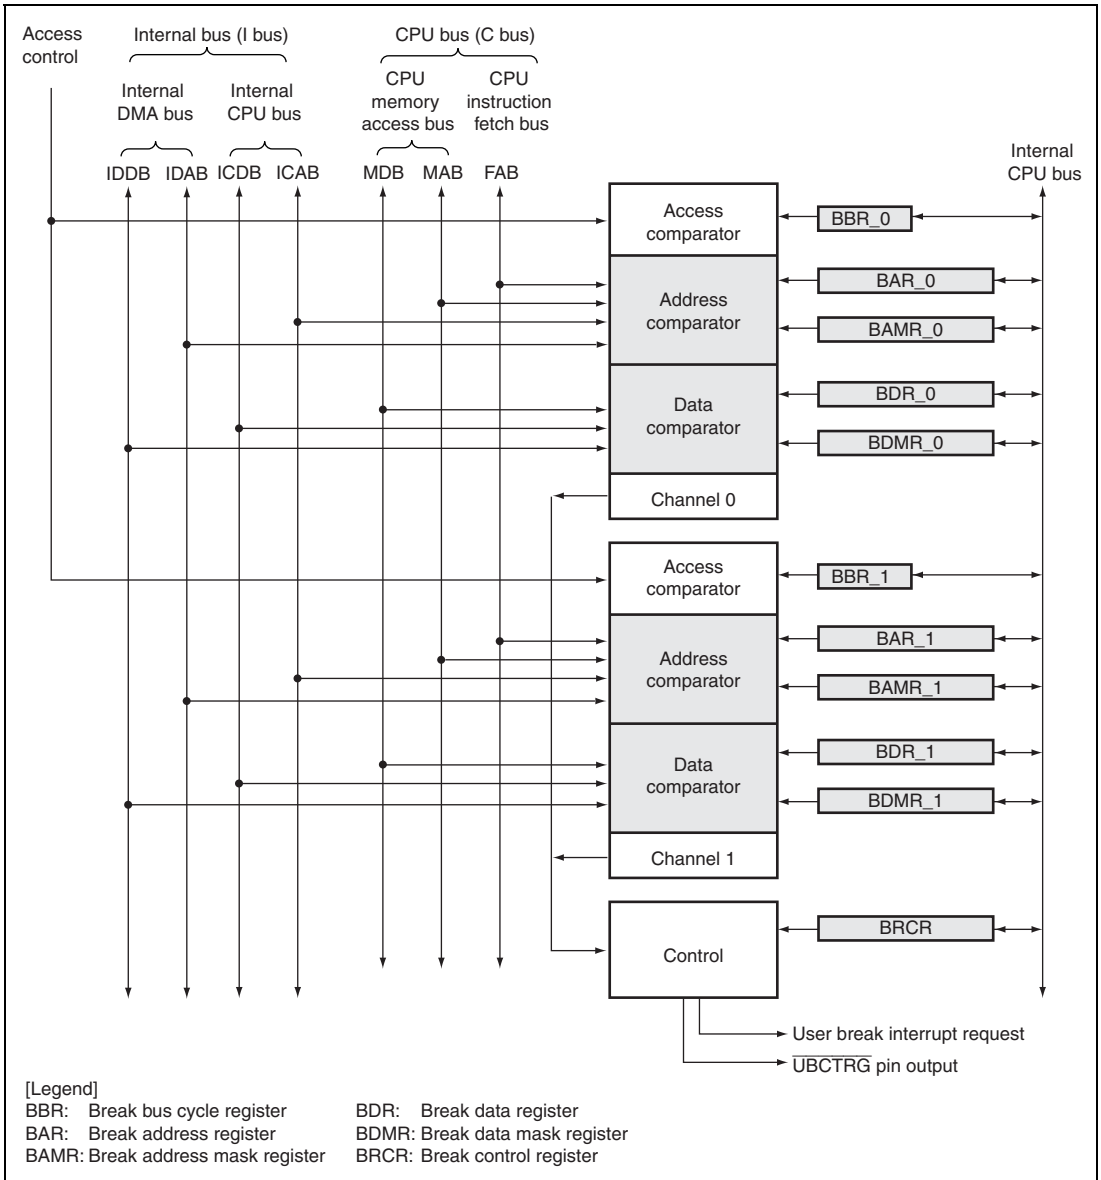 Access
control
Internal bus (I bus)
CPU bus (C bus)
Internal
DMA bus
Internal
CPU bus
CPU
memory
access bus
CPU
instruction
fetch bus
IDDB IDAB ICDB ICAB MDB MAB FAB
Internal
CPU bus
Access
comparator
BBR_0
Address
comparator
BAR_0
BAMR_0
Data
comparator
BDR_0
BDMR_0
Channel 0
Access
comparator
BBR_1
Address
comparator
BAR_1
BAMR_1
Data
comparator
BDR_1
BDMR_1
Channel 1
Control
BRCR
User break interrupt request
UBCTRG pin output
[Legend]
BBR: Break bus cycle register
BAR: Break address register
BAMR: Break address mask register
BDR: Break data register
BDMR: Break data mask register
BRCR: Break control register